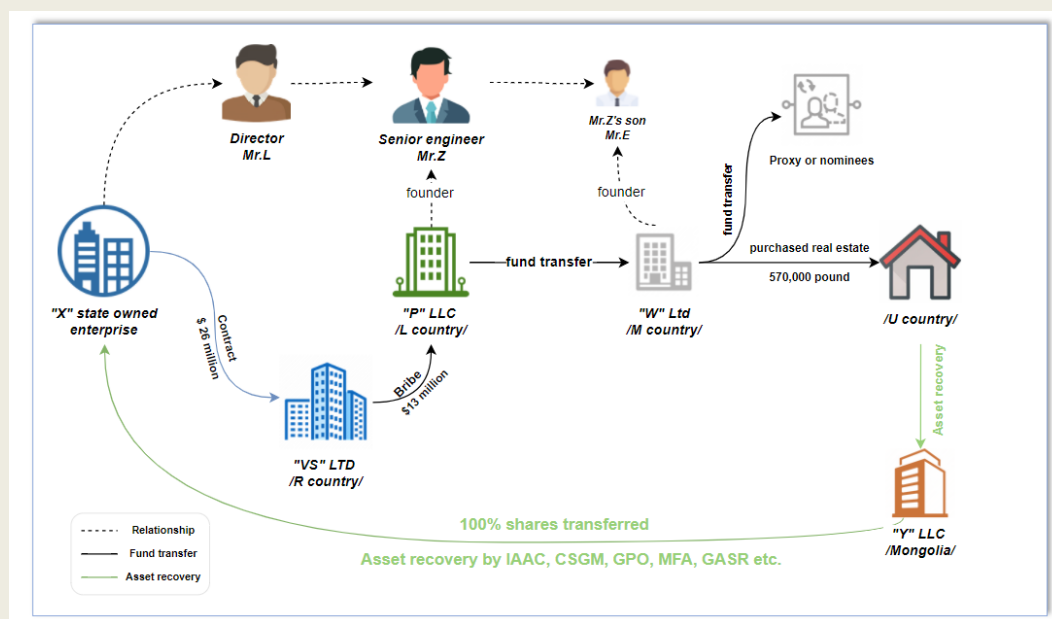 Director
Mr.L
Senior engineer
Mr.Z
Mr.Z's son
Mr.E
Proxy or nominees
founder
founder
fund transfer
"X" state owned
enterprise
Contract
$ 26 million
"P" LLC
/L country/
fund transfer
"W" Ltd
/M country/
purchased real estate
570,000 pound
/U country/
Bribe
$13 million
"VS" LTD
/R country/
Asset recovery
"Y" LLC
/Mongolia/
100% shares transferred
Asset recovery by IAAC, CSGM, GPO, MFA, GASR etc.
Relationship
Fund transfer
Asset recovery